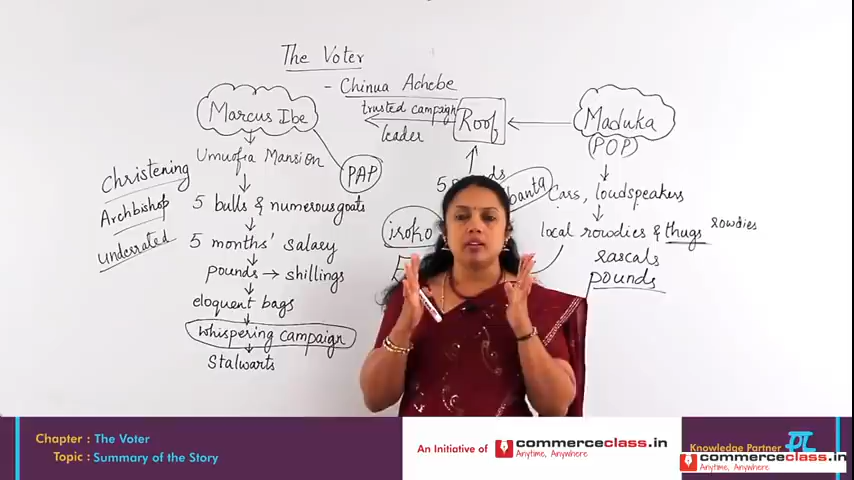 The Voter
- Chinua Achebe
Marcus Ibe
Umuofia Mansion
PAP
Christening
Archbishop
underrated
5 bulls & numerous goats
5 months' salary
pounds → shillings
eloquent bags
whispering campaign
Stalwarts
trusted campaign
leader
Roof
5
iroko
Maduka
(POP)
Cars, loudspeakers
local rowdies & thugs rowdies
rascals
pounds
Chapter : The Voter
Topic : Summary of the Story
An Initiative of commerceclass.in
Anytime, Anywhere
Knowledge Partner
commerceclass.in
Anytime, Anywhere